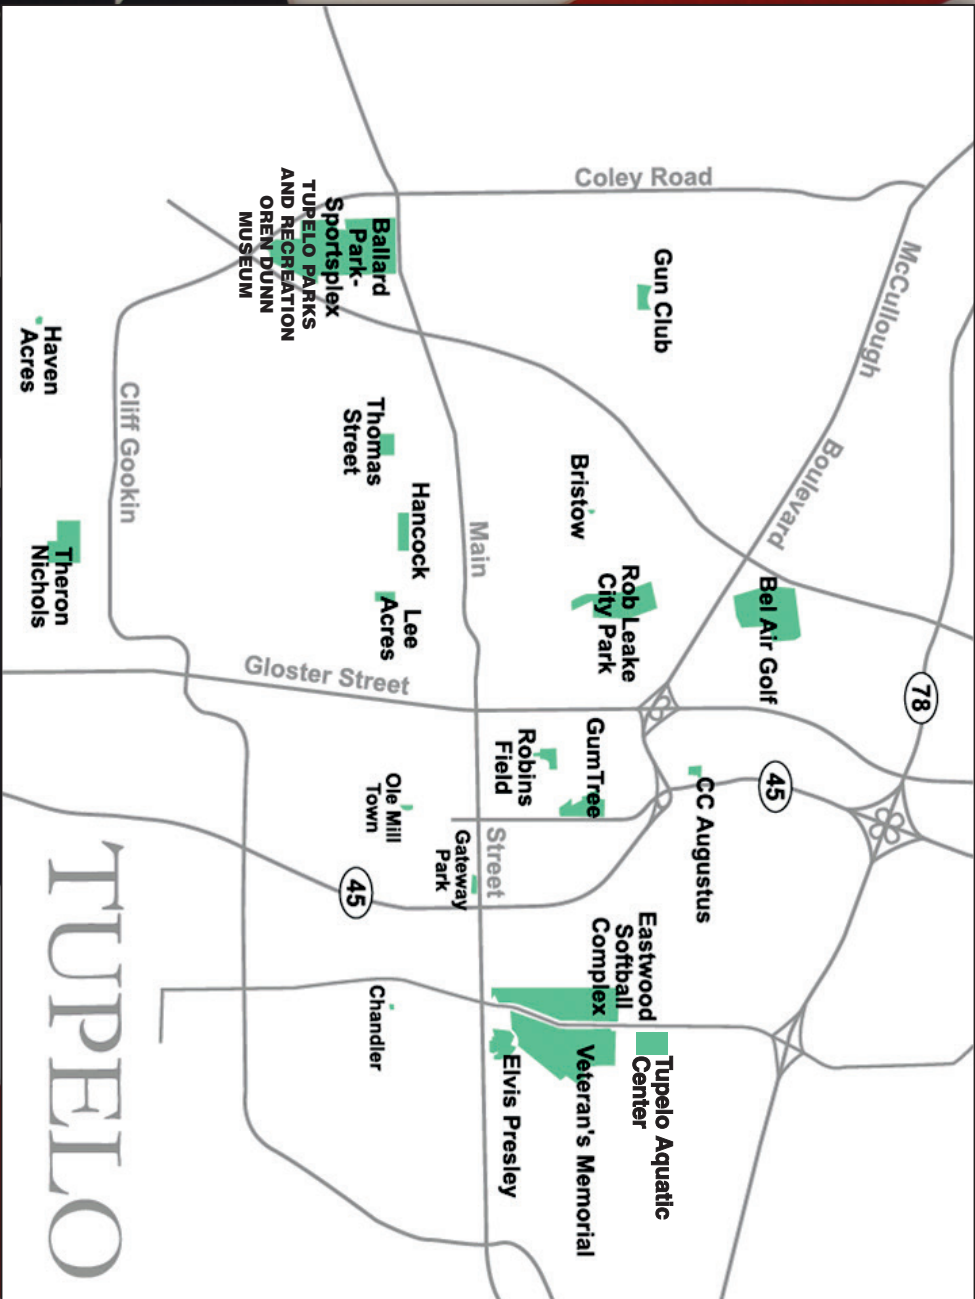 Coley Road
McCullough
Boulevard
78
Gun Club
Bel Air Golf
45
CC Augustus
Tupelo Aquatic
Center
Rob Leake
City Park
Eastwood
Softball
Complex
Bristow
GumTree
Veteran's Memorial
Robins
Field
Elvis Presley
Main
Street
Gateway
Park
Hancock
Lee
Acres
Ballard
Park-
Sportsplex
TUPELO PARKS
AND RECREATION
OREN DUNN
MUSEUM
Thomas
Street
Ole Mill
Town
Chandler
Gloster Street
45
Cliff Gookin
Haven
Acres
Theron
Nichols
TUPELO